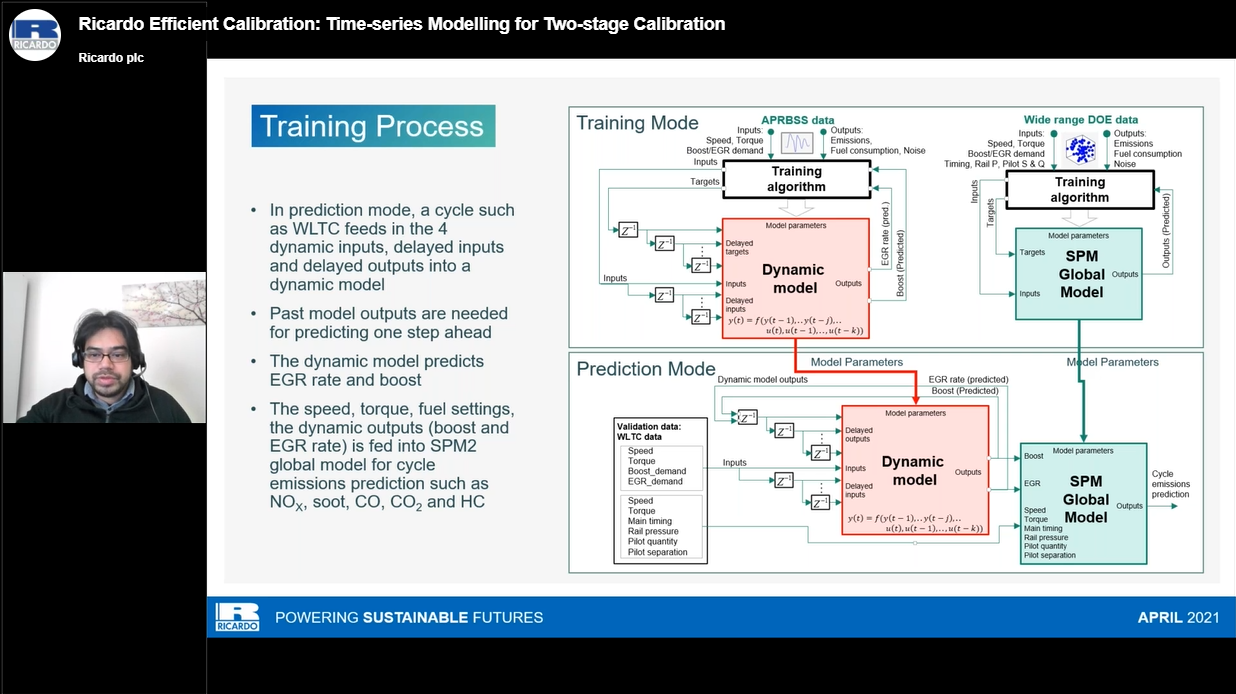 Ricardo Efficient Calibration: Time-series Modelling for Two-stage Calibration
Ricardo plc
RICARDO
Training Process
• In prediction mode, a cycle such
as WLTC feeds in the 4
dynamic inputs, delayed inputs
and delayed outputs into a
dynamic model
• Past model outputs are needed
for predicting one step ahead
• The dynamic model predicts
EGR rate and boost
• The speed, torque, fuel settings,
the dynamic outputs (boost and
EGR rate) is fed into SPM2
global model for cycle
emissions prediction such as
NOX, soot, CO, CO2 and HC
Training Mode
APRBSS data
Inputs:
Speed, Torque
Boost/EGR demand
Outputs:
Emissions,
Fuel consumption, Noise
Inputs
Targets
Training
algorithm
Z⁻¹
Z⁻¹
Z⁻¹
Inputs
Z⁻¹
Z⁻¹
Model parameters
Delayed
targets
Dynamic
model
Inputs
Outputs
Delayed
inputs
y(t) = f(y(t−1),..y(t−j),..
u(t),u(t−1),..,u(t−k))
EGR rate (pred.)
Boost (Predicted)
Wide range DOE data
Inputs:
Speed, Torque
Boost/EGR demand
Timing, Rail P, Pilot S & Q
Outputs:
Emissions
Fuel consumption
Noise
Training
algorithm
Inputs
Targets
Outputs (Predicted)
Model parameters
Targets
SPM
Global
Model
Outputs
Inputs
Prediction Mode
Model Parameters
Model Parameters
Dynamic model outputs
EGR rate (predicted)
Boost (Predicted)
Validation data:
WLTC data
Speed
Torque
Boost_demand
EGR_demand
Speed
Torque
Main timing
Rail pressure
Pilot quantity
Pilot separation
Inputs
Z⁻¹
Z⁻¹
Z⁻¹
Z⁻¹
Z⁻¹
Model parameters
Delayed
outputs
Dynamic
model
Inputs
Outputs
Delayed
inputs
y(t) = f(y(t−1),..y(t−j),..
u(t),u(t−1),..,u(t−k))
Model parameters
Boost
SPM
Global
Model
EGR
Outputs
Speed
Torque
Main timing
Rail pressure
Pilot quantity
Pilot separation
Cycle
emissions
prediction
RICARDO
POWERING SUSTAINABLE FUTURES
APRIL 2021